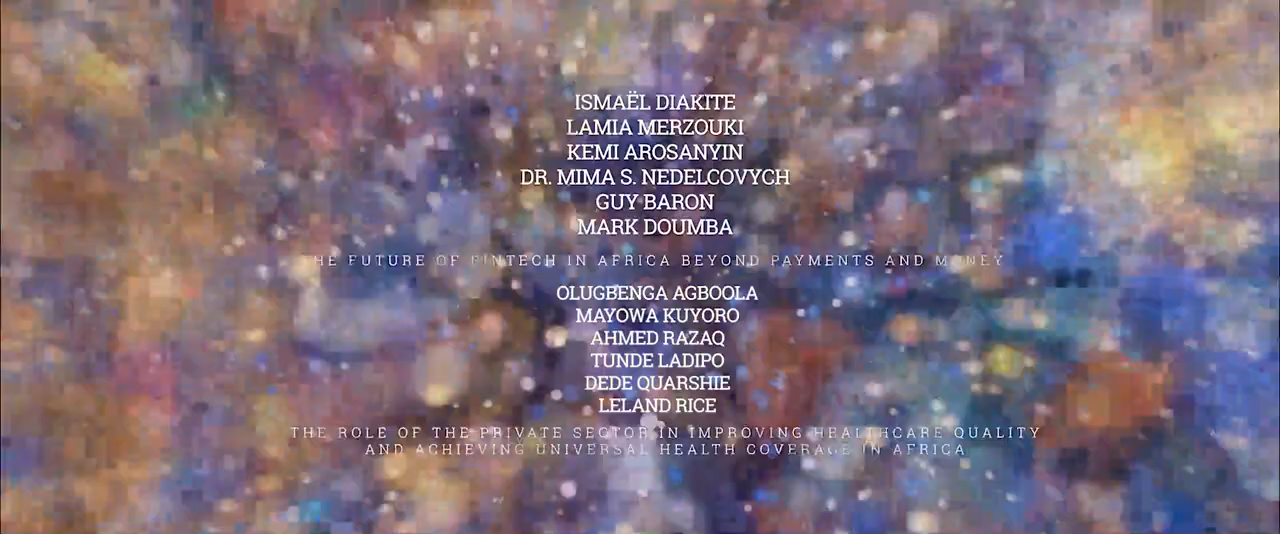 ISMAËL DIAKITE
LAMIA MERZOUKI
KEMI AROSANYIN
DR. MIMA S. NEDELCOVYCH
GUY BARON
MARK DOUMBA
THE FUTURE OF FINTECH IN AFRICA BEYOND PAYMENTS AND MONEY
OLUGBENGA AGBOOLA
MAYOWA KUYORO
AHMED RAZAQ
TUNDE LADIPO
DEDE QUARSHIE
LELAND RICE
THE ROLE OF THE PRIVATE SECTOR IN IMPROVING HEALTHCARE QUALITY
AND ACHIEVING UNIVERSAL HEALTH COVERAGE IN AFRICA